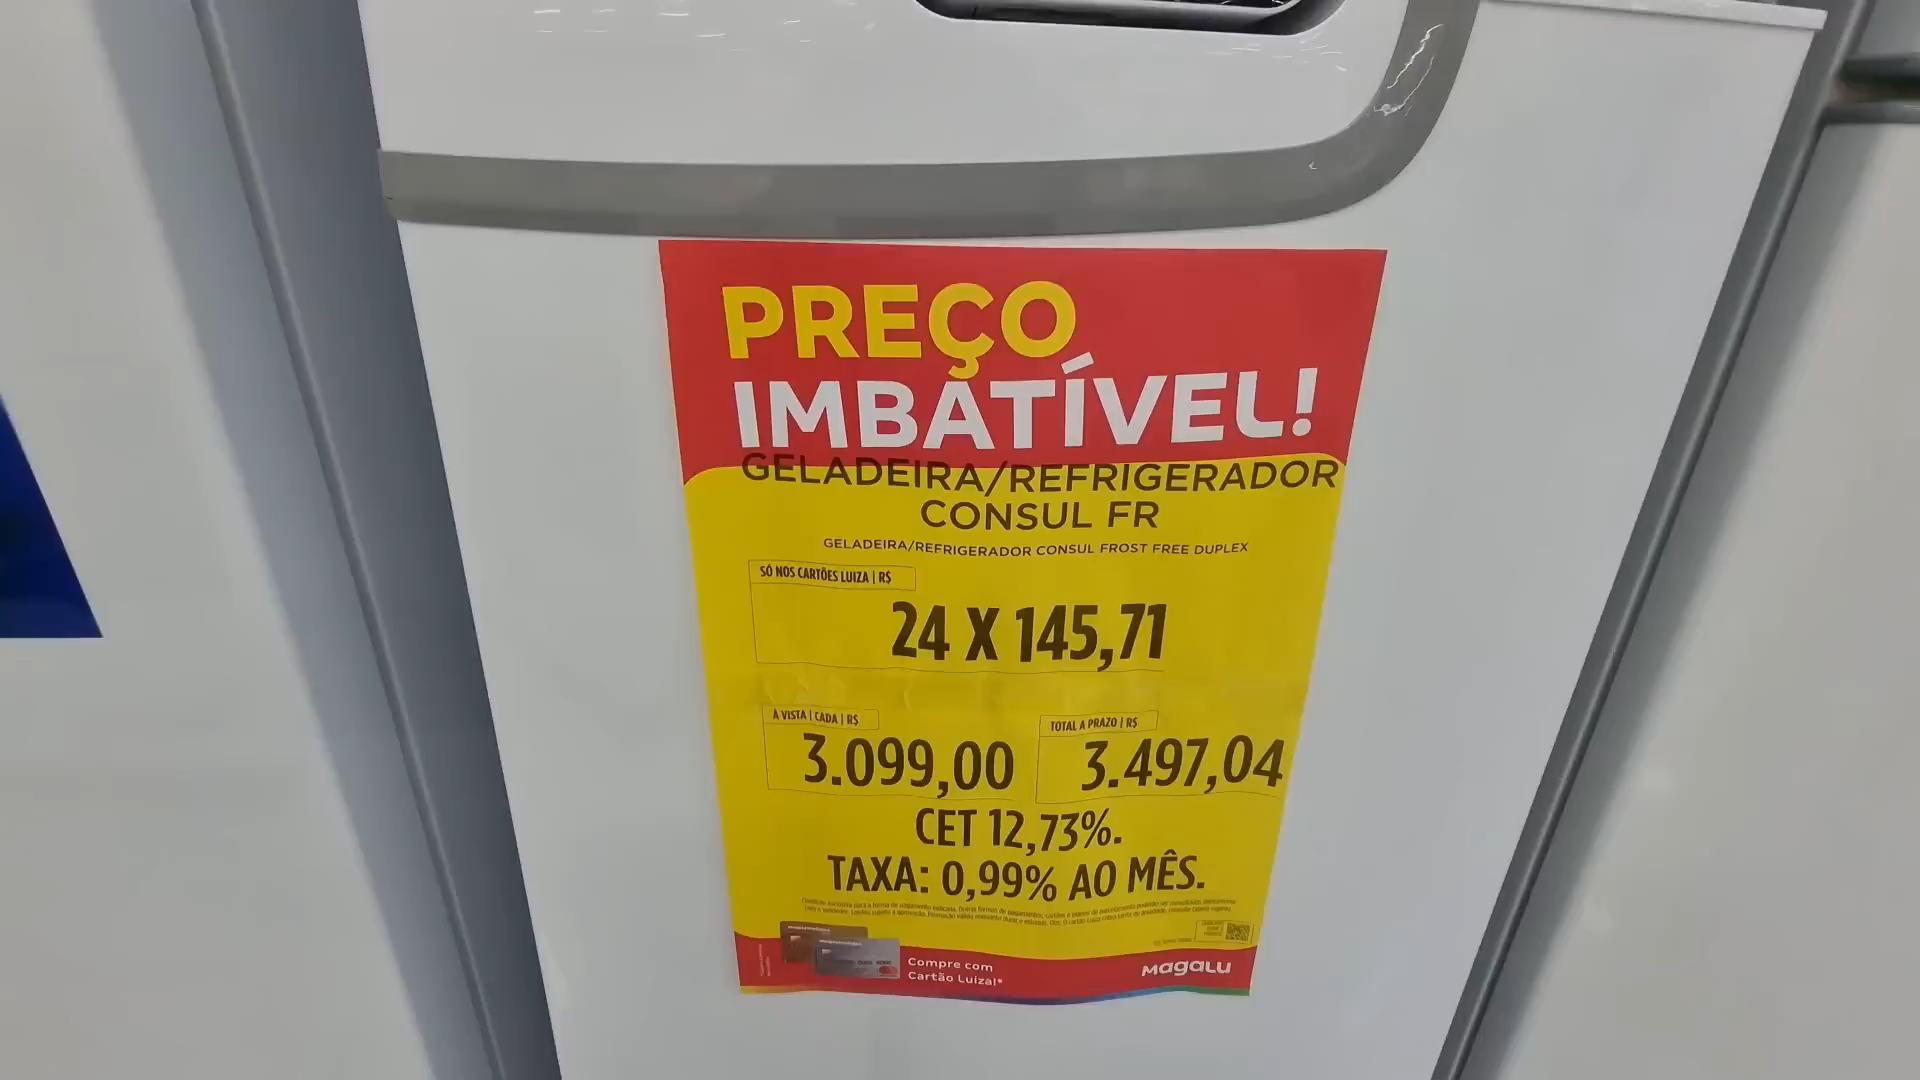 PREÇO
IMBATÍVEL!
GELADEIRA/REFRIGERADOR
CONSUL FR
GELADEIRA/REFRIGERADOR CONSUL FROST FREE DUPLEX
SÓ NOS CARTÕES LUIZA | R$
24 X 145,71
À VISTA | CADA | R$
3.099,00
TOTAL A PRAZO | R$
3.497,04
CET 12,73%.
TAXA: 0,99% AO MÊS.
Compre com
Cartão Luiza!*
Magalu